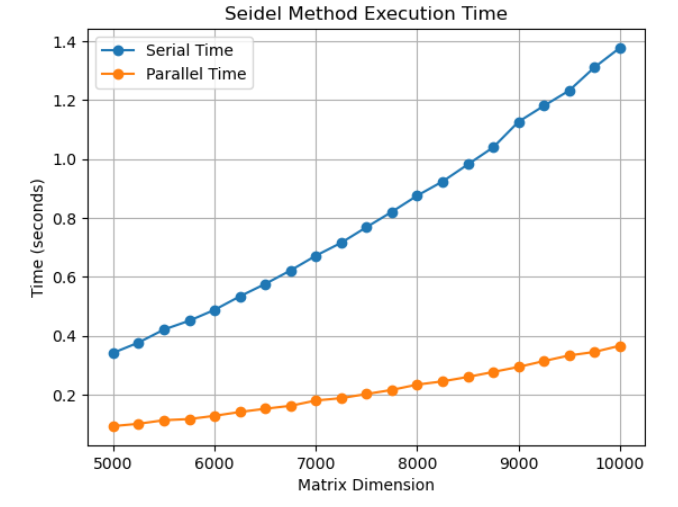 Seidel Method Execution Time
Serial Time
Parallel Time
Time (seconds)
1.4
1.2
1.0
0.8
0.6
0.4
0.2
5000 6000 7000 8000 9000 10000
Matrix Dimension